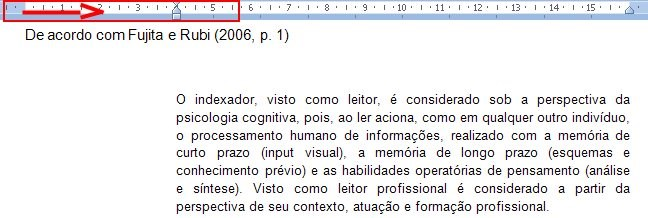 1 2 3 4 5 6 7 8 9 10 11 12 13 14 15
De acordo com Fujita e Rubi (2006, p. 1)
O indexador, visto como leitor, é considerado sob a perspectiva da
psicologia cognitiva, pois, ao ler aciona, como em qualquer outro indivíduo,
o processamento humano de informações, realizado com a memória de
curto prazo (input visual), a memória de longo prazo (esquemas e
conhecimento prévio) e as habilidades operatórias de pensamento (análise
e síntese). Visto como leitor profissional é considerado a partir da
perspectiva de seu contexto, atuação e formação profissional.